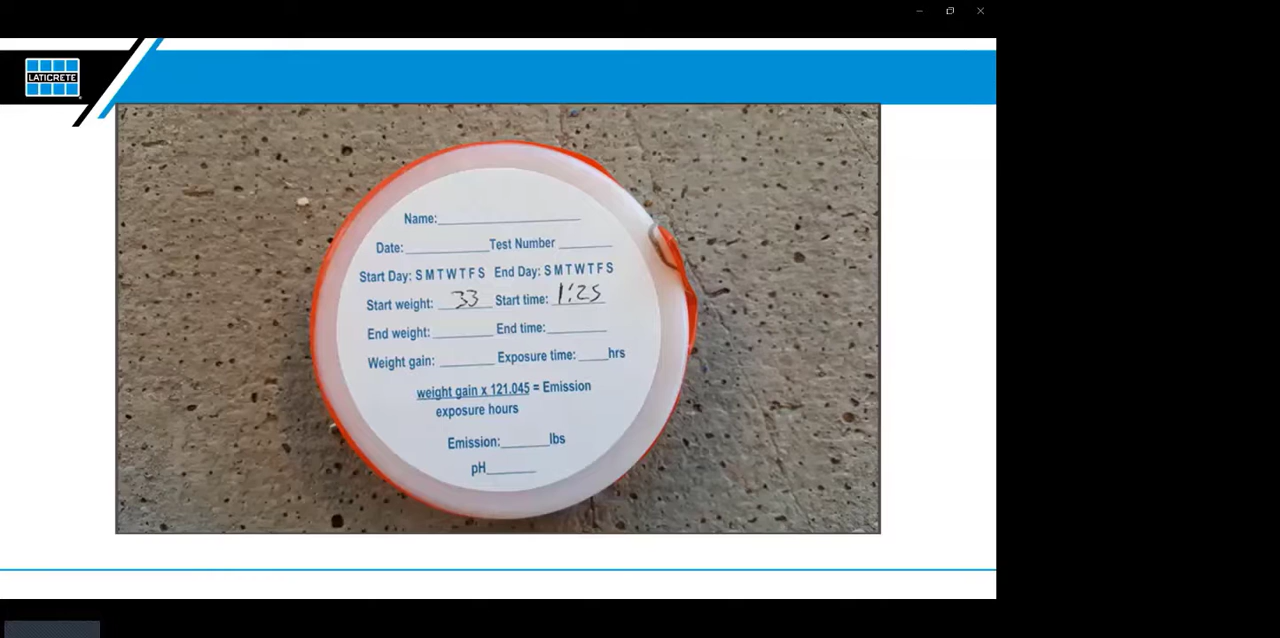 LATICRETE
Name:
Date: Test Number
Start Day: S M T W T F S End Day: S M T W T F S
Start weight: 33 Start time: 1:25
End weight: End time:
Weight gain: Exposure time: hrs
weight gain x 121.045 = Emission
exposure hours
Emission: lbs
pH